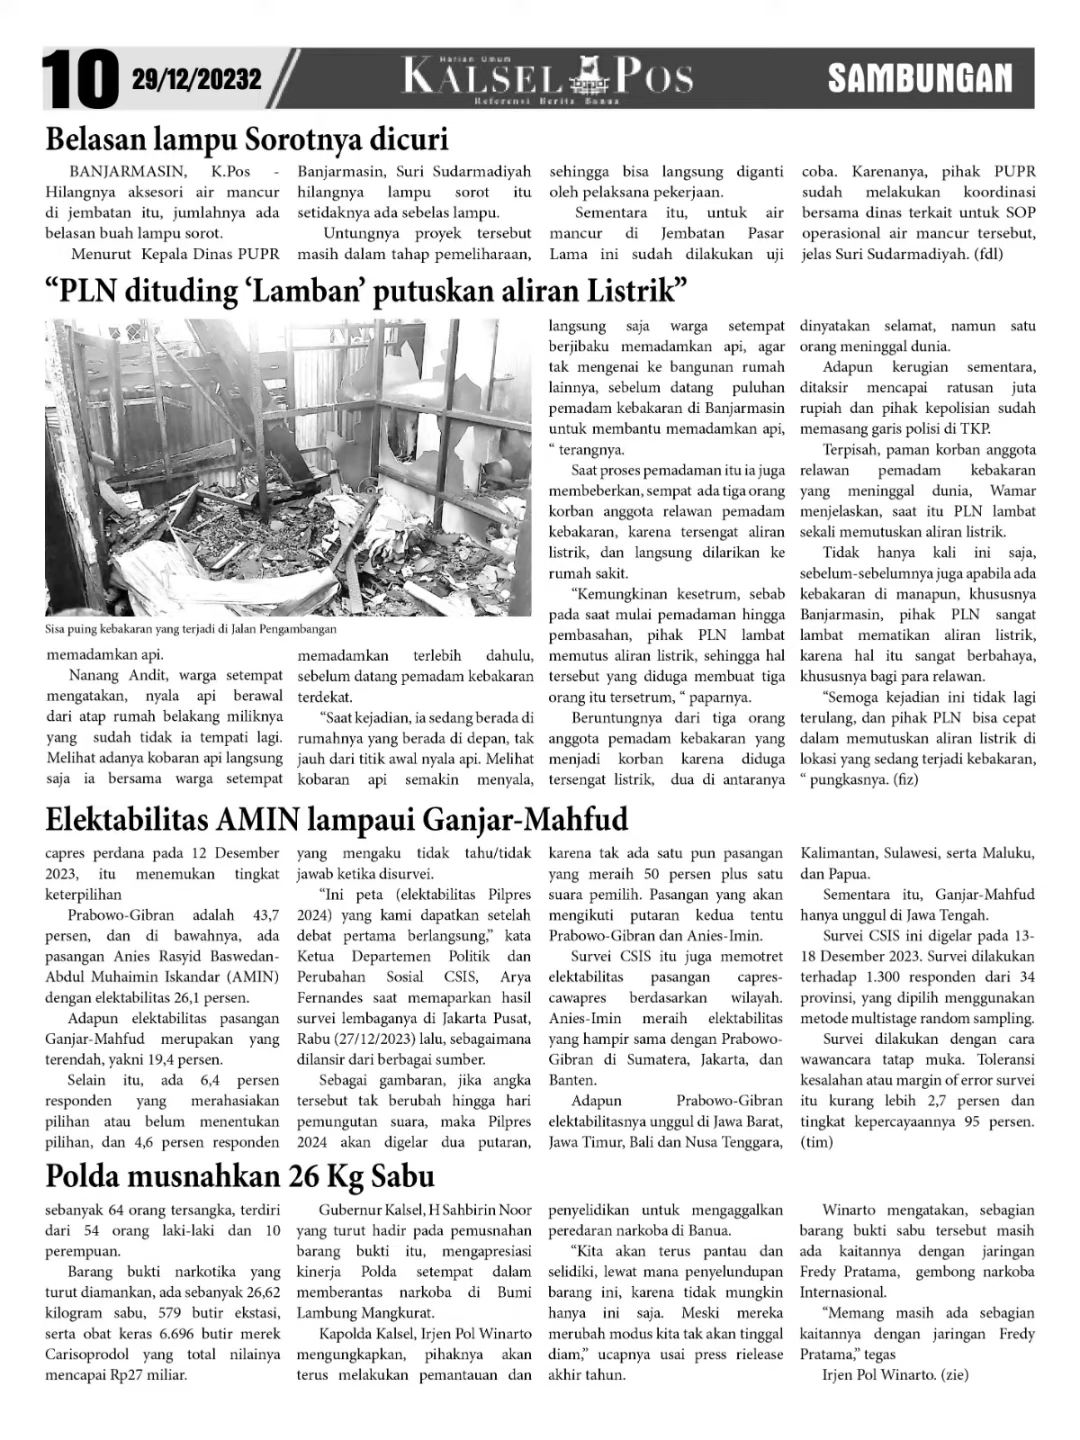 10
29/12/20232
Harian Umum
KALSEL POS
Referensi Berita Banua
SAMBUNGAN
Belasan lampu Sorotnya dicuri
BANJARMASIN, K.Pos -
Hilangnya aksesori air mancur
di jembatan itu, jumlahnya ada
belasan buah lampu sorot.
Menurut Kepala Dinas PUPR
Banjarmasin, Suri Sudarmadiyah
hilangnya lampu sorot itu
setidaknya ada sebelas lampu.
Untungnya proyek tersebut
masih dalam tahap pemeliharaan,
sehingga bisa langsung diganti
oleh pelaksana pekerjaan.
Sementara itu, untuk air
mancur di Jembatan Pasar
Lama ini sudah dilakukan uji
coba. Karenanya, pihak PUPR
sudah melakukan koordinasi
bersama dinas terkait untuk SOP
operasional air mancur tersebut,
jelas Suri Sudarmadiyah. (fdl)
“PLN dituding ‘Lamban’ putuskan aliran Listrik”
Sisa puing kebakaran yang terjadi di Jalan Pengambangan
memadamkan api.
Nanang Andit, warga setempat
mengatakan, nyala api berawal
dari atap rumah belakang miliknya
yang sudah tidak ia tempati lagi.
Melihat adanya kobaran api langsung
saja ia bersama warga setempat
memadamkan terlebih dahulu,
sebelum datang pemadam kebakaran
terdekat.
“Saat kejadian, ia sedang berada di
rumahnya yang berada di depan, tak
jauh dari titik awal nyala api. Melihat
kobaran api semakin menyala,
langsung saja warga setempat
berjibaku memadamkan api, agar
tak mengenai ke bangunan rumah
lainnya, sebelum datang puluhan
pemadam kebakaran di Banjarmasin
untuk membantu memadamkan api,
“ terangnya.
Saat proses pemadaman itu ia juga
membeberkan, sempat ada tiga orang
korban anggota relawan pemadam
kebakaran, karena tersengat aliran
listrik, dan langsung dilarikan ke
rumah sakit.
“Kemungkinan kesetrum, sebab
pada saat mulai pemadaman hingga
pembasahan, pihak PLN lambat
memutus aliran listrik, sehingga hal
tersebut yang diduga membuat tiga
orang itu tersetrum, “ paparnya.
Beruntungnya dari tiga orang
anggota pemadam kebakaran yang
menjadi korban karena diduga
tersengat listrik, dua di antaranya
dinyatakan selamat, namun satu
orang meninggal dunia.
Adapun kerugian sementara,
ditaksir mencapai ratusan juta
rupiah dan pihak kepolisian sudah
memasang garis polisi di TKP.
Terpisah, paman korban anggota
relawan pemadam kebakaran
yang meninggal dunia, Wamar
menjelaskan, saat itu PLN lambat
sekali memutuskan aliran listrik.
Tidak hanya kali ini saja,
sebelum-sebelumnya juga apabila ada
kebakaran di manapun, khususnya
Banjarmasin, pihak PLN sangat
lambat mematikan aliran listrik,
karena hal itu sangat berbahaya,
khususnya bagi para relawan.
“Semoga kejadian ini tidak lagi
terulang, dan pihak PLN bisa cepat
dalam memutuskan aliran listrik di
lokasi yang sedang terjadi kebakaran,
“ pungkasnya. (fiz)
Elektabilitas AMIN lampaui Ganjar-Mahfud
capres perdana pada 12 Desember
2023, itu menemukan tingkat
keterpilihan
Prabowo-Gibran adalah 43,7
persen, dan di bawahnya, ada
pasangan Anies Rasyid Baswedan-
Abdul Muhaimin Iskandar (AMIN)
dengan elektabilitas 26,1 persen.
Adapun elektabilitas pasangan
Ganjar-Mahfud merupakan yang
terendah, yakni 19,4 persen.
Selain itu, ada 6,4 persen
responden yang merahasiakan
pilihan atau belum menentukan
pilihan, dan 4,6 persen responden
yang mengaku tidak tahu/tidak
jawab ketika disurvei.
“Ini peta (elektabilitas Pilpres
2024) yang kami dapatkan setelah
debat pertama berlangsung,” kata
Ketua Departemen Politik dan
Perubahan Sosial CSIS, Arya
Fernandes saat memaparkan hasil
survei lembaganya di Jakarta Pusat,
Rabu (27/12/2023) lalu, sebagaimana
dilansir dari berbagai sumber.
Sebagai gambaran, jika angka
tersebut tak berubah hingga hari
pemungutan suara, maka Pilpres
2024 akan digelar dua putaran,
karena tak ada satu pun pasangan
yang meraih 50 persen plus satu
suara pemilih. Pasangan yang akan
mengikuti putaran kedua tentu
Prabowo-Gibran dan Anies-Imin.
Survei CSIS itu juga memotret
elektabilitas pasangan capres-
cawapres berdasarkan wilayah.
Anies-Imin meraih elektabilitas
yang hampir sama dengan Prabowo-
Gibran di Sumatera, Jakarta, dan
Banten.
Adapun Prabowo-Gibran
elektabilitasnya unggul di Jawa Barat,
Jawa Timur, Bali dan Nusa Tenggara,
Kalimantan, Sulawesi, serta Maluku,
dan Papua.
Sementara itu, Ganjar-Mahfud
hanya unggul di Jawa Tengah.
Survei CSIS ini digelar pada 13-
18 Desember 2023. Survei dilakukan
terhadap 1.300 responden dari 34
provinsi, yang dipilih menggunakan
metode multistage random sampling.
Survei dilakukan dengan cara
wawancara tatap muka. Toleransi
kesalahan atau margin of error survei
itu kurang lebih 2,7 persen dan
tingkat kepercayaannya 95 persen.
(tim)
Polda musnahkan 26 Kg Sabu
sebanyak 64 orang tersangka, terdiri
dari 54 orang laki-laki dan 10
perempuan.
Barang bukti narkotika yang
turut diamankan, ada sebanyak 26,62
kilogram sabu, 579 butir ekstasi,
serta obat keras 6.696 butir merek
Carisoprodol yang total nilainya
mencapai Rp27 miliar.
Gubernur Kalsel, H Sahbirin Noor
yang turut hadir pada pemusnahan
barang bukti itu, mengapresiasi
kinerja Polda setempat dalam
memberantas narkoba di Bumi
Lambung Mangkurat.
Kapolda Kalsel, Irjen Pol Winarto
mengungkapkan, pihaknya akan
terus melakukan pemantauan dan
penyelidikan untuk mengaggalkan
peredaran narkoba di Banua.
“Kita akan terus pantau dan
selidiki, lewat mana penyelundupan
barang ini, karena tidak mungkin
hanya ini saja. Meski mereka
merubah modus kita tak akan tinggal
diam,” ucapnya usai press rielease
akhir tahun.
Winarto mengatakan, sebagian
barang bukti sabu tersebut masih
ada kaitannya dengan jaringan
Fredy Pratama, gembong narkoba
Internasional.
“Memang masih ada sebagian
kaitannya dengan jaringan Fredy
Pratama,” tegas
Irjen Pol Winarto. (zie)